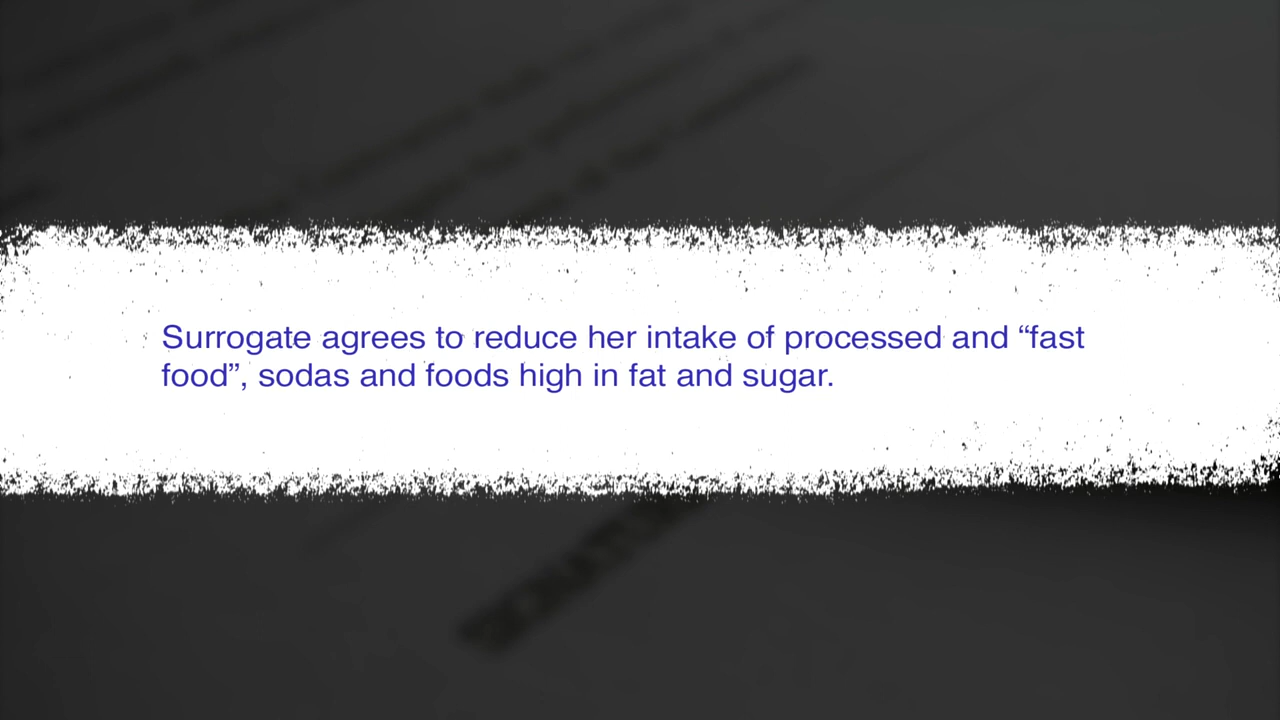 Surrogate agrees to reduce her intake of processed and “fast
food”, sodas and foods high in fat and sugar.